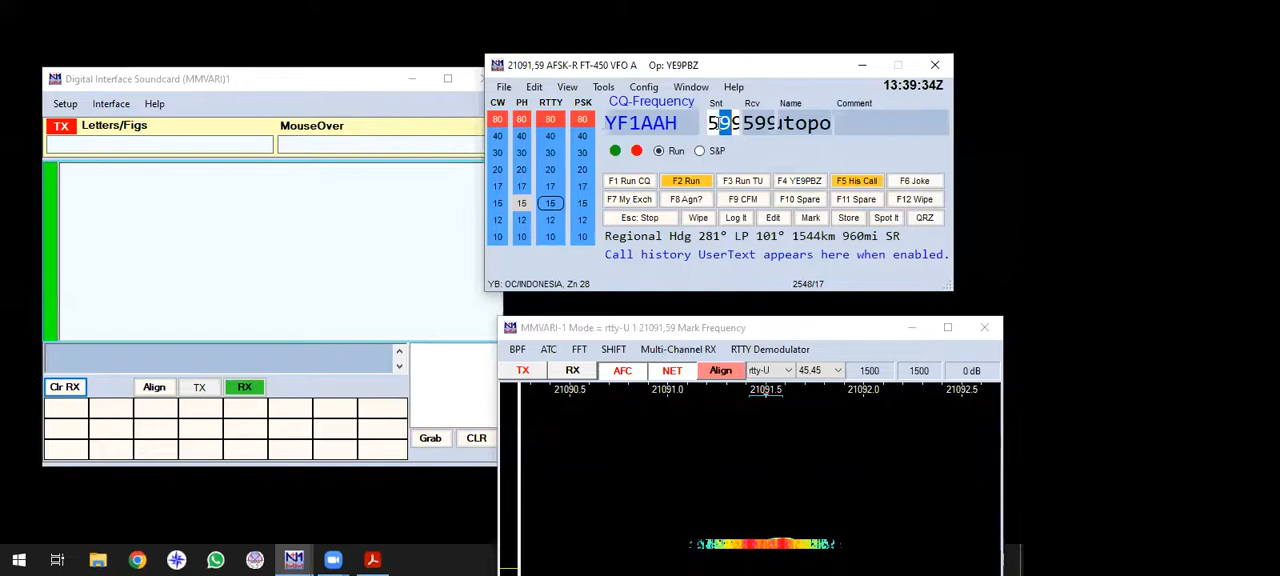 Digital Interface Soundcard (MMVARI)1
Setup Interface Help
TX Letters/Figs MouseOver
Clr RX Align TX RX
Grab CLR
21091,59 AFSK-R FT-450 VFO A Op: YE9PBZ
File Edit View Tools Config Window Help 13:39:34Z
CW PH RTTY PSK CQ-Frequency Snt Rcv Name Comment
80 80 80 80 YF1AAH 599 599 utopo
40 40 40
30 30 30
20 20 20
17 17 17
15 15 15 15
12 12 12
10 10 10
Run S&P
F1 Run CQ F2 Run F3 Run TU F4 YE9PBZ F5 His Call F6 Joke
F7 My Exch F8 Agn? F9 CFM F10 Spare F11 Spare F12 Wipe
Esc: Stop Wipe Log It Edit Mark Store Spot It QRZ
Regional Hdg 281° LP 101° 1544km 960mi SR
Call history UserText appears here when enabled.
YB: OC/INDONESIA, Zn 28 2548/17
MMVARI-1 Mode = rtty-U 1 21091,59 Mark Frequency
BPF ATC FFT SHIFT Multi-Channel RX RTTY Demodulator
TX RX AFC NET Align rtty-U 45.45 1500 1500 0 dB
21090.5 21091.0 21091.5 21092.0 21092.5